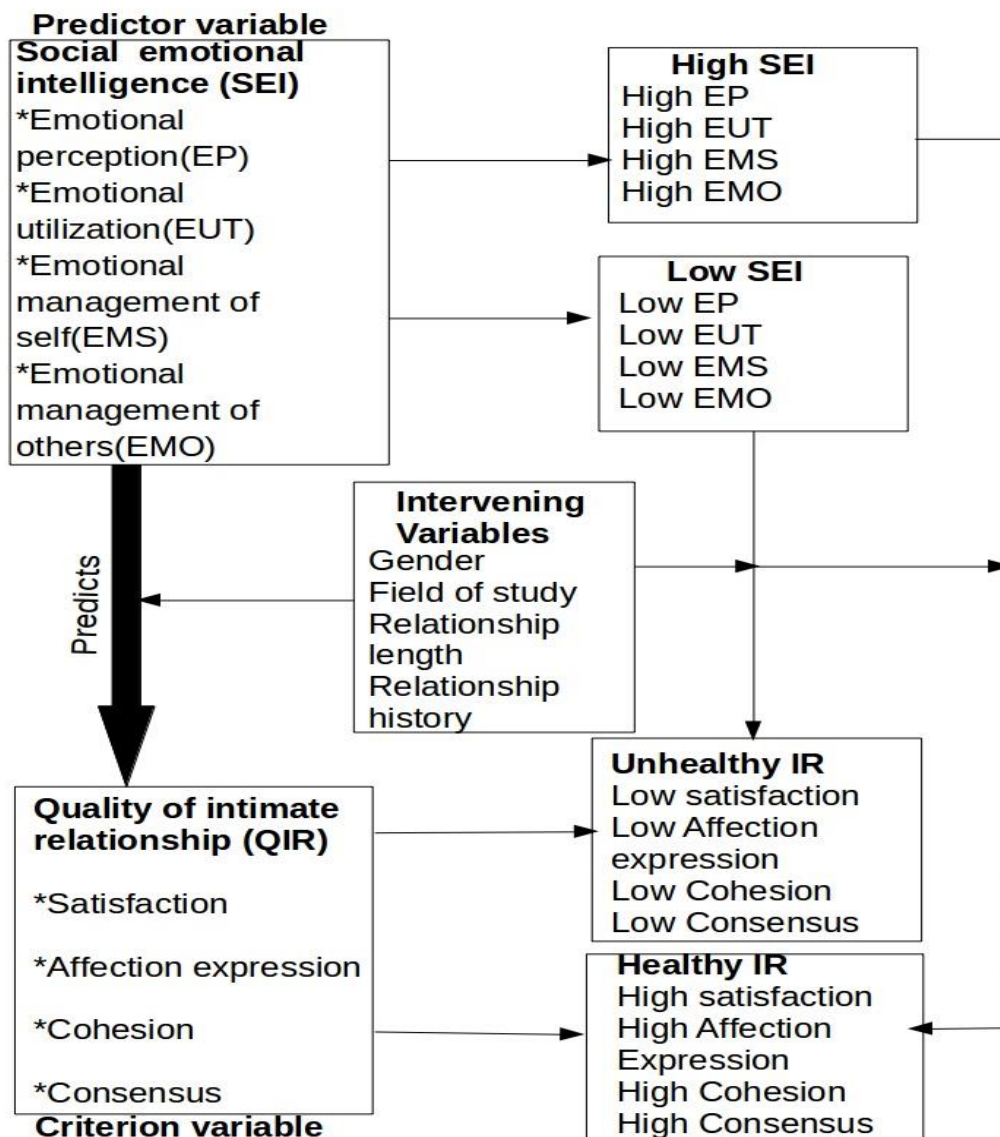 Predictor variable
Social emotional
intelligence (SEI)
*Emotional
perception(EP)
*Emotional
utilization(EUT)
*Emotional
management of
self(EMS)
*Emotional
management of
others(EMO)
High SEI
High EP
High EUT
High EMS
High EMO
Low SEI
Low EP
Low EUT
Low EMS
Low EMO
Predicts
Intervening
Variables
Gender
Field of study
Relationship
length
Relationship
history
Quality of intimate
relationship (QIR)
*Satisfaction
*Affection expression
*Cohesion
*Consensus
Criterion variable
Unhealthy IR
Low satisfaction
Low Affection
expression
Low Cohesion
Low Consensus
Healthy IR
High satisfaction
High Affection
Expression
High Cohesion
High Consensus